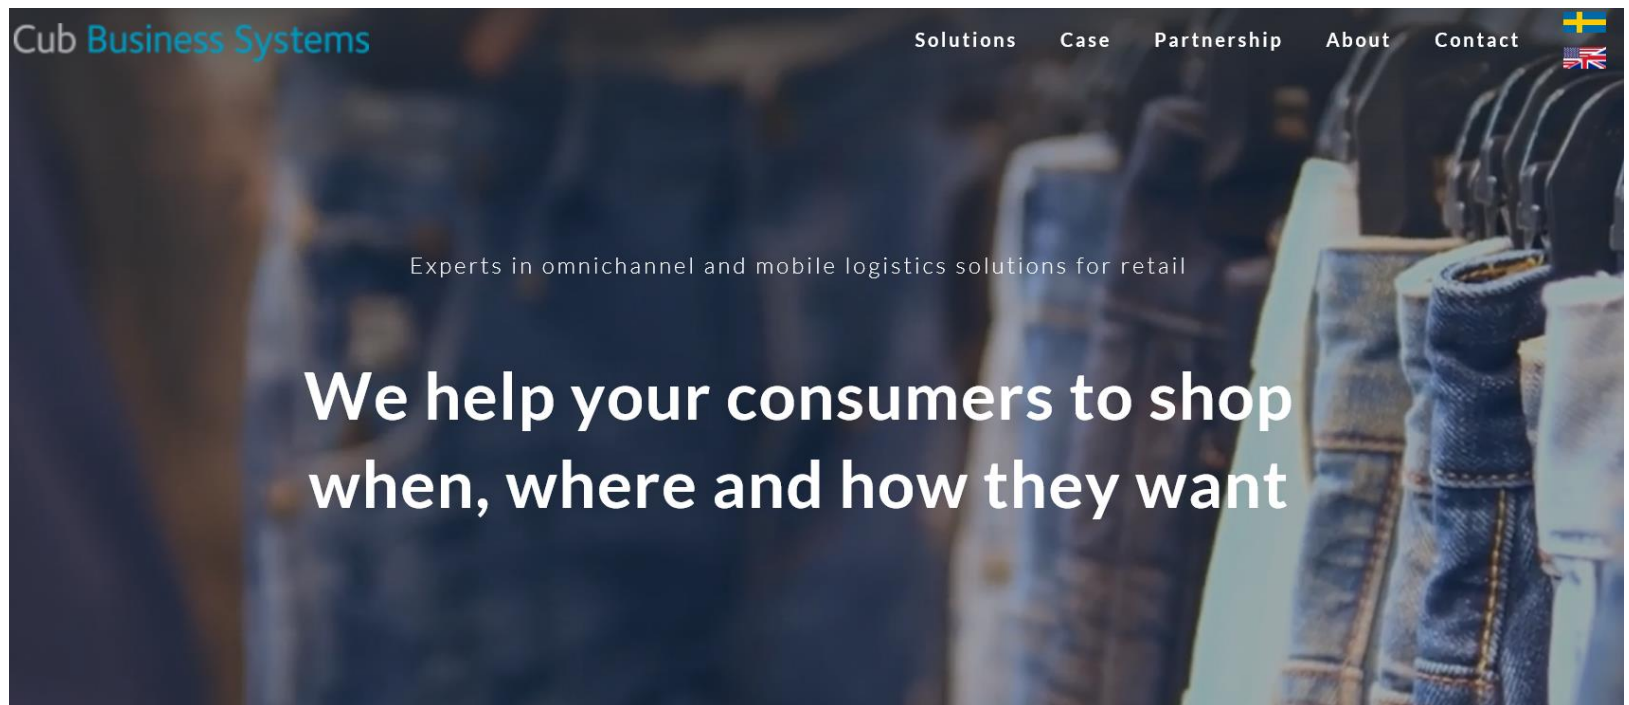 Cub Business Systems
Solutions Case Partnership About Contact
Experts in omnichannel and mobile logistics solutions for retail
We help your consumers to shop
when, where and how they want